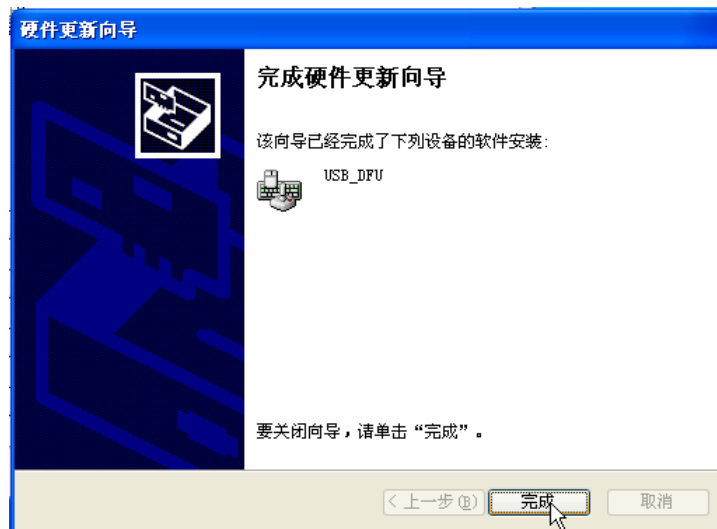 硬件更新向导
完成硬件更新向导
该向导已经完成了下列设备的软件安装:
USB_DFU
要关闭向导，请单击“完成”。
< 上一步(B) 完成 取消